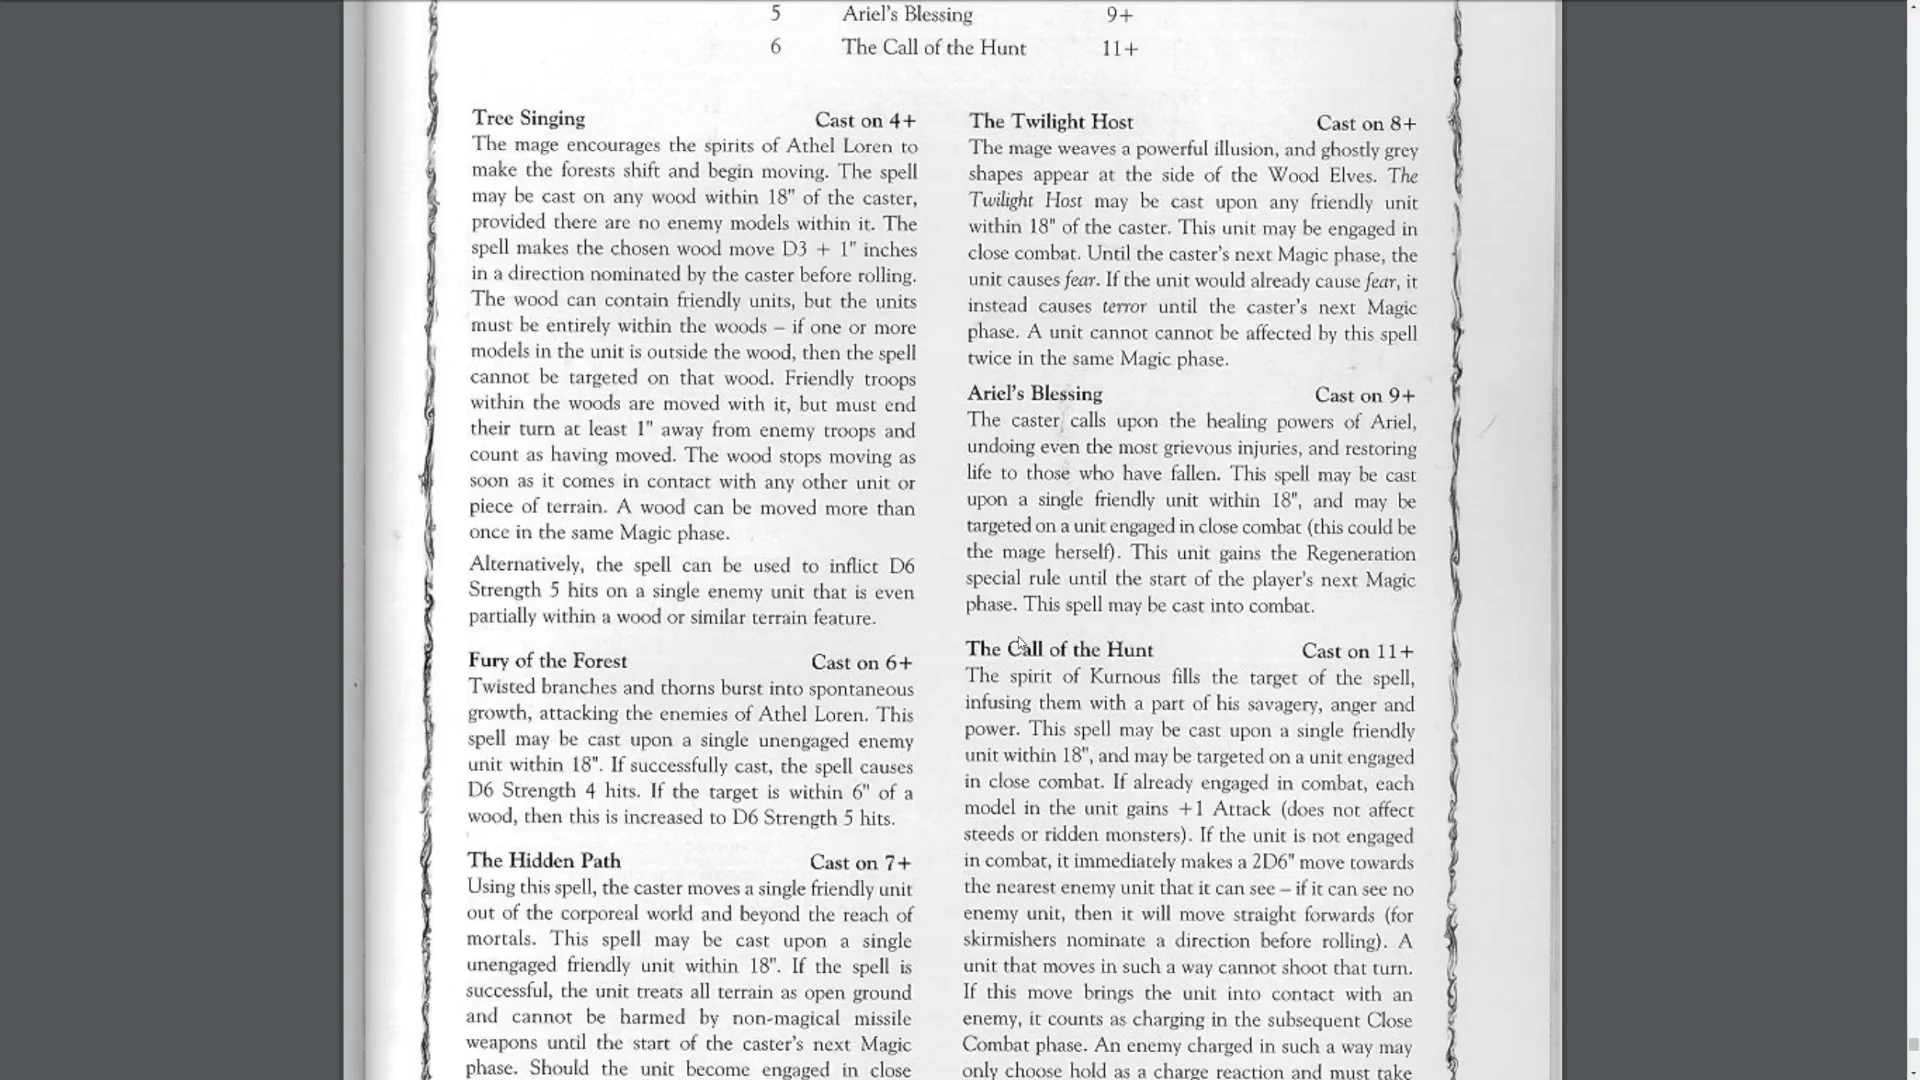 5 Ariel's Blessing 9+
6 The Call of the Hunt 11+
Tree Singing Cast on 4+
The mage encourages the spirits of Athel Loren to
make the forests shift and begin moving. The spell
may be cast on any wood within 18" of the caster,
provided there are no enemy models within it. The
spell makes the chosen wood move D3 + 1" inches
in a direction nominated by the caster before rolling.
The wood can contain friendly units, but the units
must be entirely within the woods – if one or more
models in the unit is outside the wood, then the spell
cannot be targeted on that wood. Friendly troops
within the woods are moved with it, but must end
their turn at least 1" away from enemy troops and
count as having moved. The wood stops moving as
soon as it comes in contact with any other unit or
piece of terrain. A wood can be moved more than
once in the same Magic phase.
Alternatively, the spell can be used to inflict D6
Strength 5 hits on a single enemy unit that is even
partially within a wood or similar terrain feature.
Fury of the Forest Cast on 6+
Twisted branches and thorns burst into spontaneous
growth, attacking the enemies of Athel Loren. This
spell may be cast upon a single unengaged enemy
unit within 18". If successfully cast, the spell causes
D6 Strength 4 hits. If the target is within 6" of a
wood, then this is increased to D6 Strength 5 hits.
The Hidden Path Cast on 7+
Using this spell, the caster moves a single friendly unit
out of the corporeal world and beyond the reach of
mortals. This spell may be cast upon a single
unengaged friendly unit within 18". If the spell is
successful, the unit treats all terrain as open ground
and cannot be harmed by non-magical missile
weapons until the start of the caster's next Magic
phase. Should the unit become engaged in close
The Twilight Host Cast on 8+
The mage weaves a powerful illusion, and ghostly grey
shapes appear at the side of the Wood Elves. The
Twilight Host may be cast upon any friendly unit
within 18" of the caster. This unit may be engaged in
close combat. Until the caster's next Magic phase, the
unit causes fear. If the unit would already cause fear, it
instead causes terror until the caster's next Magic
phase. A unit cannot cannot be affected by this spell
twice in the same Magic phase.
Ariel's Blessing Cast on 9+
The caster calls upon the healing powers of Ariel,
undoing even the most grievous injuries, and restoring
life to those who have fallen. This spell may be cast
upon a single friendly unit within 18", and may be
targeted on a unit engaged in close combat (this could be
the mage herself). This unit gains the Regeneration
special rule until the start of the player's next Magic
phase. This spell may be cast into combat.
The Call of the Hunt Cast on 11+
The spirit of Kurnous fills the target of the spell,
infusing them with a part of his savagery, anger and
power. This spell may be cast upon a single friendly
unit within 18", and may be targeted on a unit engaged
in close combat. If already engaged in combat, each
model in the unit gains +1 Attack (does not affect
steeds or ridden monsters). If the unit is not engaged
in combat, it immediately makes a 2D6" move towards
the nearest enemy unit that it can see – if it can see no
enemy unit, then it will move straight forwards (for
skirmishers nominate a direction before rolling). A
unit that moves in such a way cannot shoot that turn.
If this move brings the unit into contact with an
enemy, it counts as charging in the subsequent Close
Combat phase. An enemy charged in such a way may
only choose hold as a charge reaction and must take